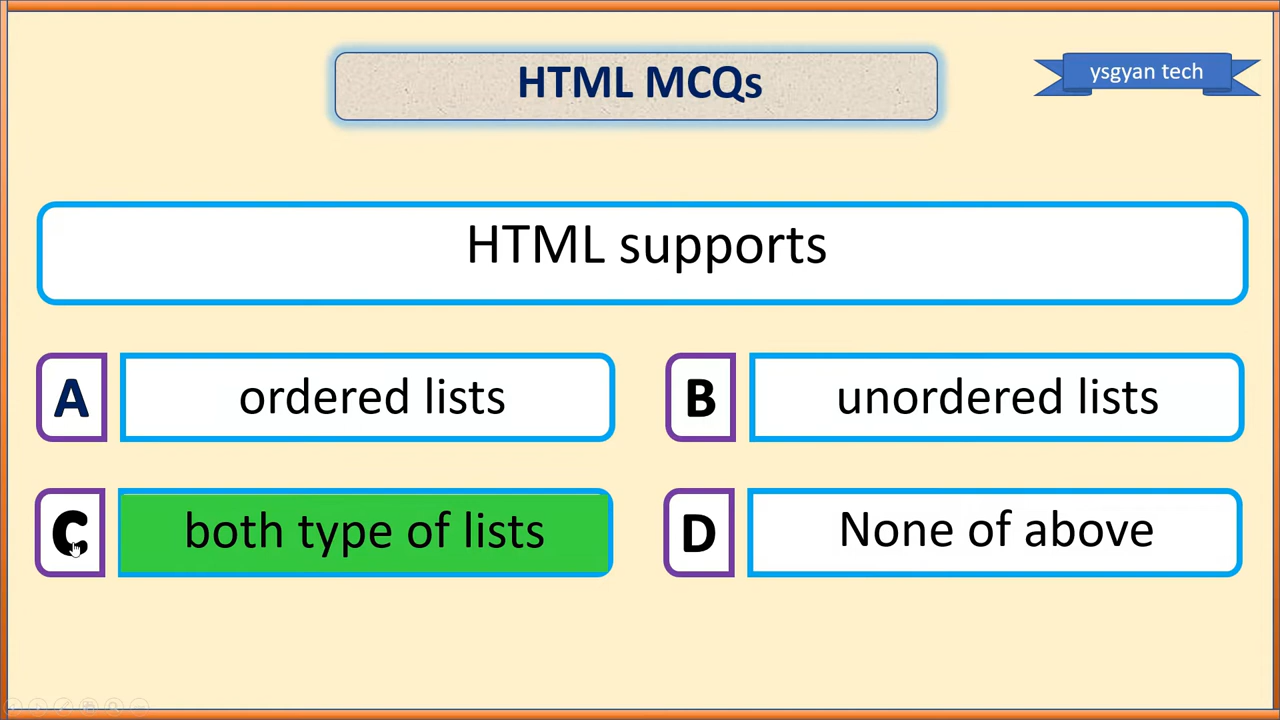 HTML MCQs
ysgyan tech
HTML supports
A
ordered lists
B
unordered lists
C
both type of lists
D
None of above